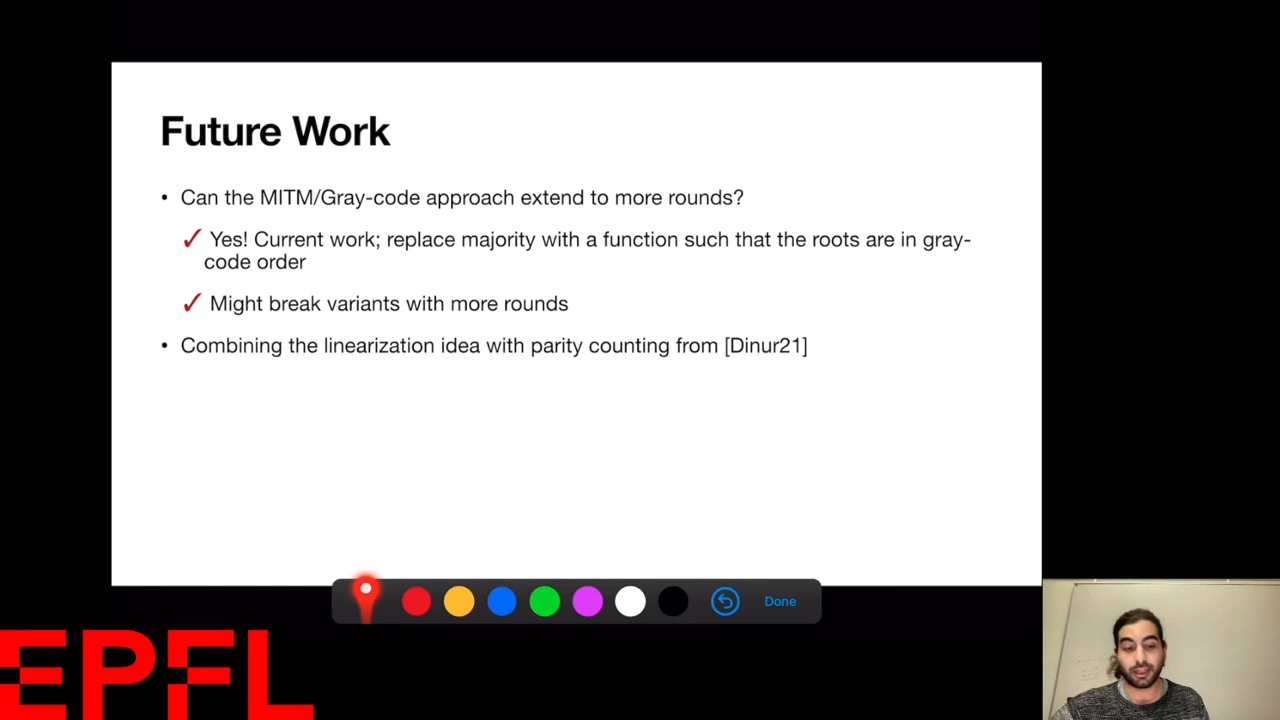 Future Work
• Can the MITM/Gray-code approach extend to more rounds?
✓ Yes! Current work; replace majority with a function such that the roots are in gray-
code order
✓ Might break variants with more rounds
• Combining the linearization idea with parity counting from [Dinur21]
Done
EPFL